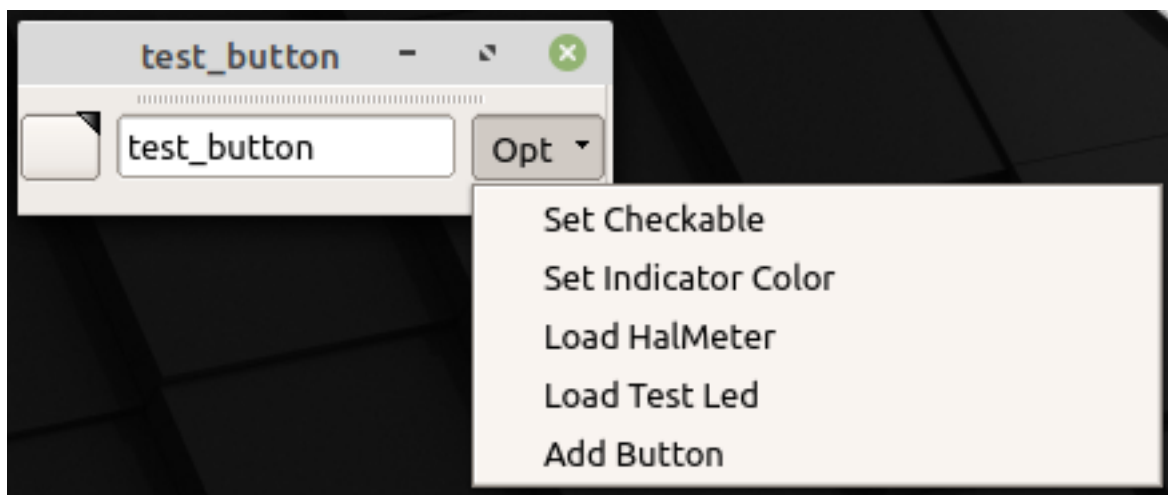 test_button
test_button
Opt
Set Checkable
Set Indicator Color
Load HalMeter
Load Test Led
Add Button